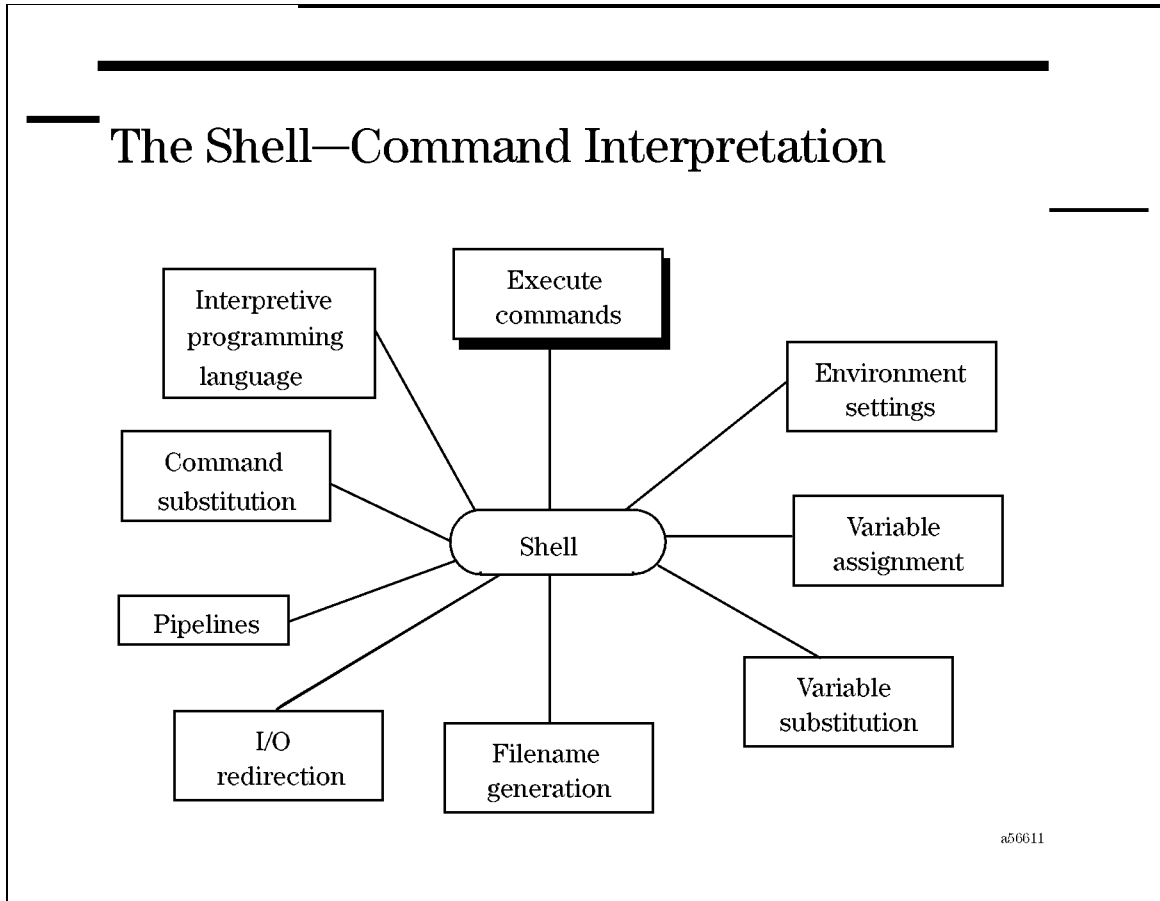 The Shell—Command Interpretation
Execute
commands
Interpretive
programming
language
Environment
settings
Command
substitution
Variable
assignment
Shell
Pipelines
Variable
substitution
I/O
redirection
Filename
generation
a56611